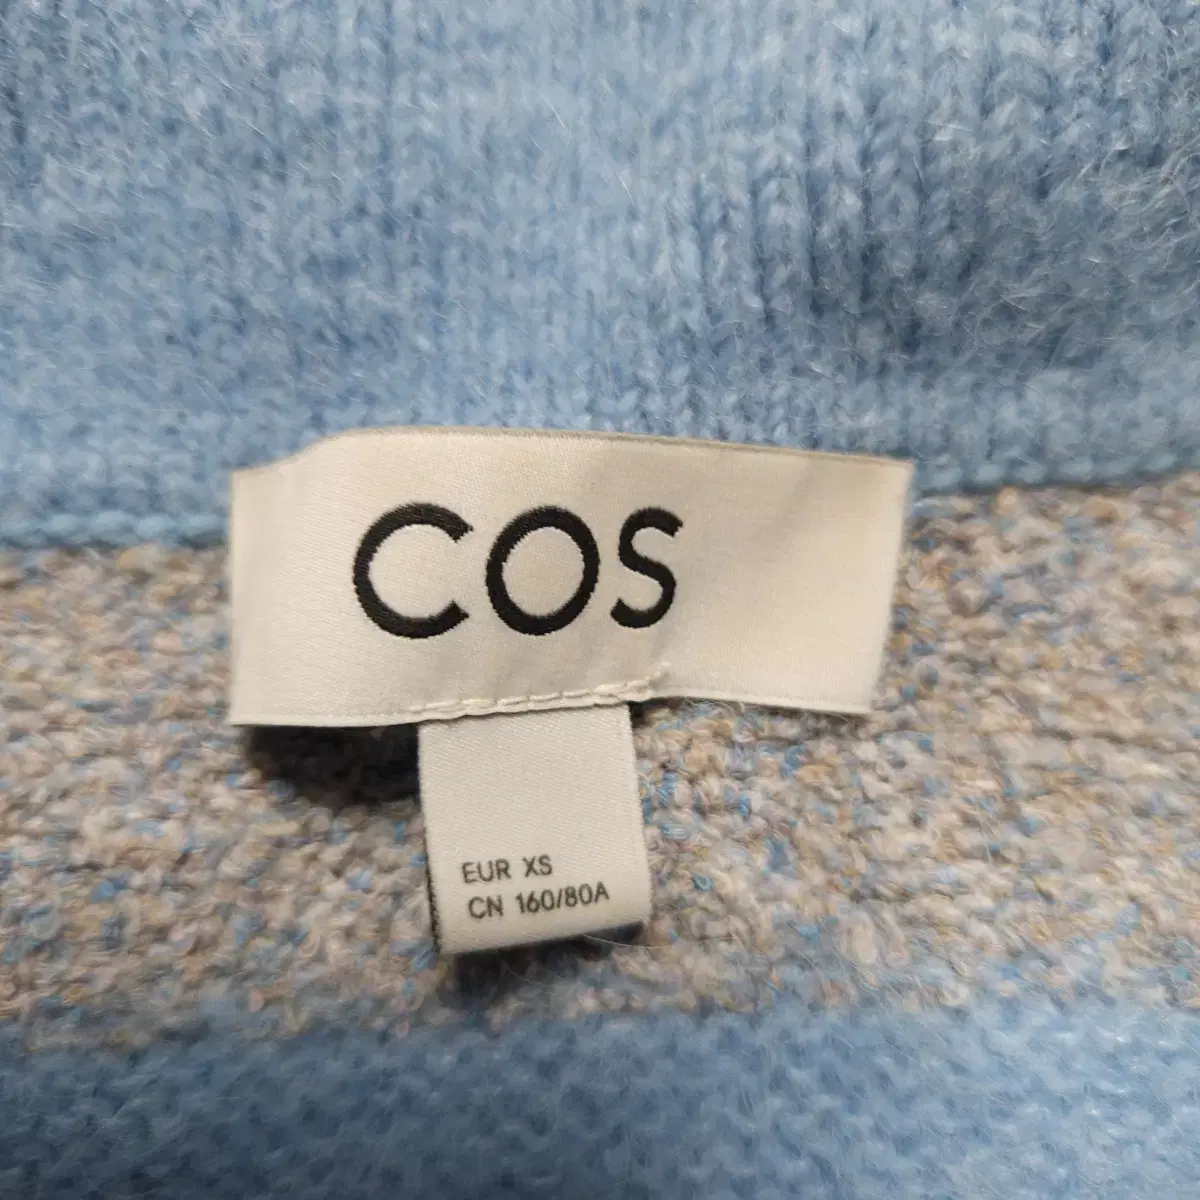 COS
EUR XS
CN 160/80A